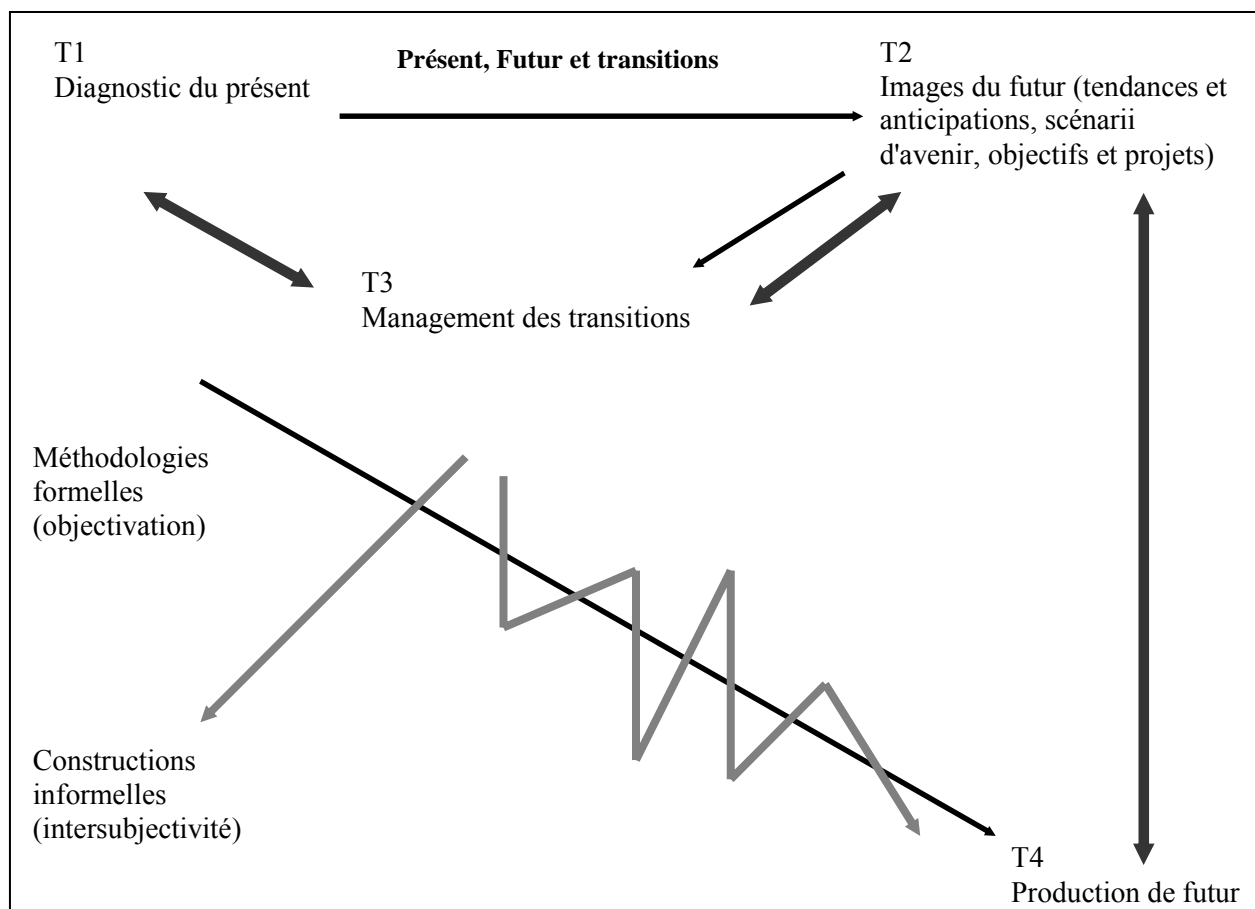 T1
Diagnostic du présent
Présent, Futur et transitions
T2
Images du futur (tendances et
anticipations, scénarii
d'avenir, objectifs et projets)
T3
Management des transitions
Méthodologies
formelles
(objectivation)
Constructions
informelles
(intersubjectivité)
T4
Production de futur